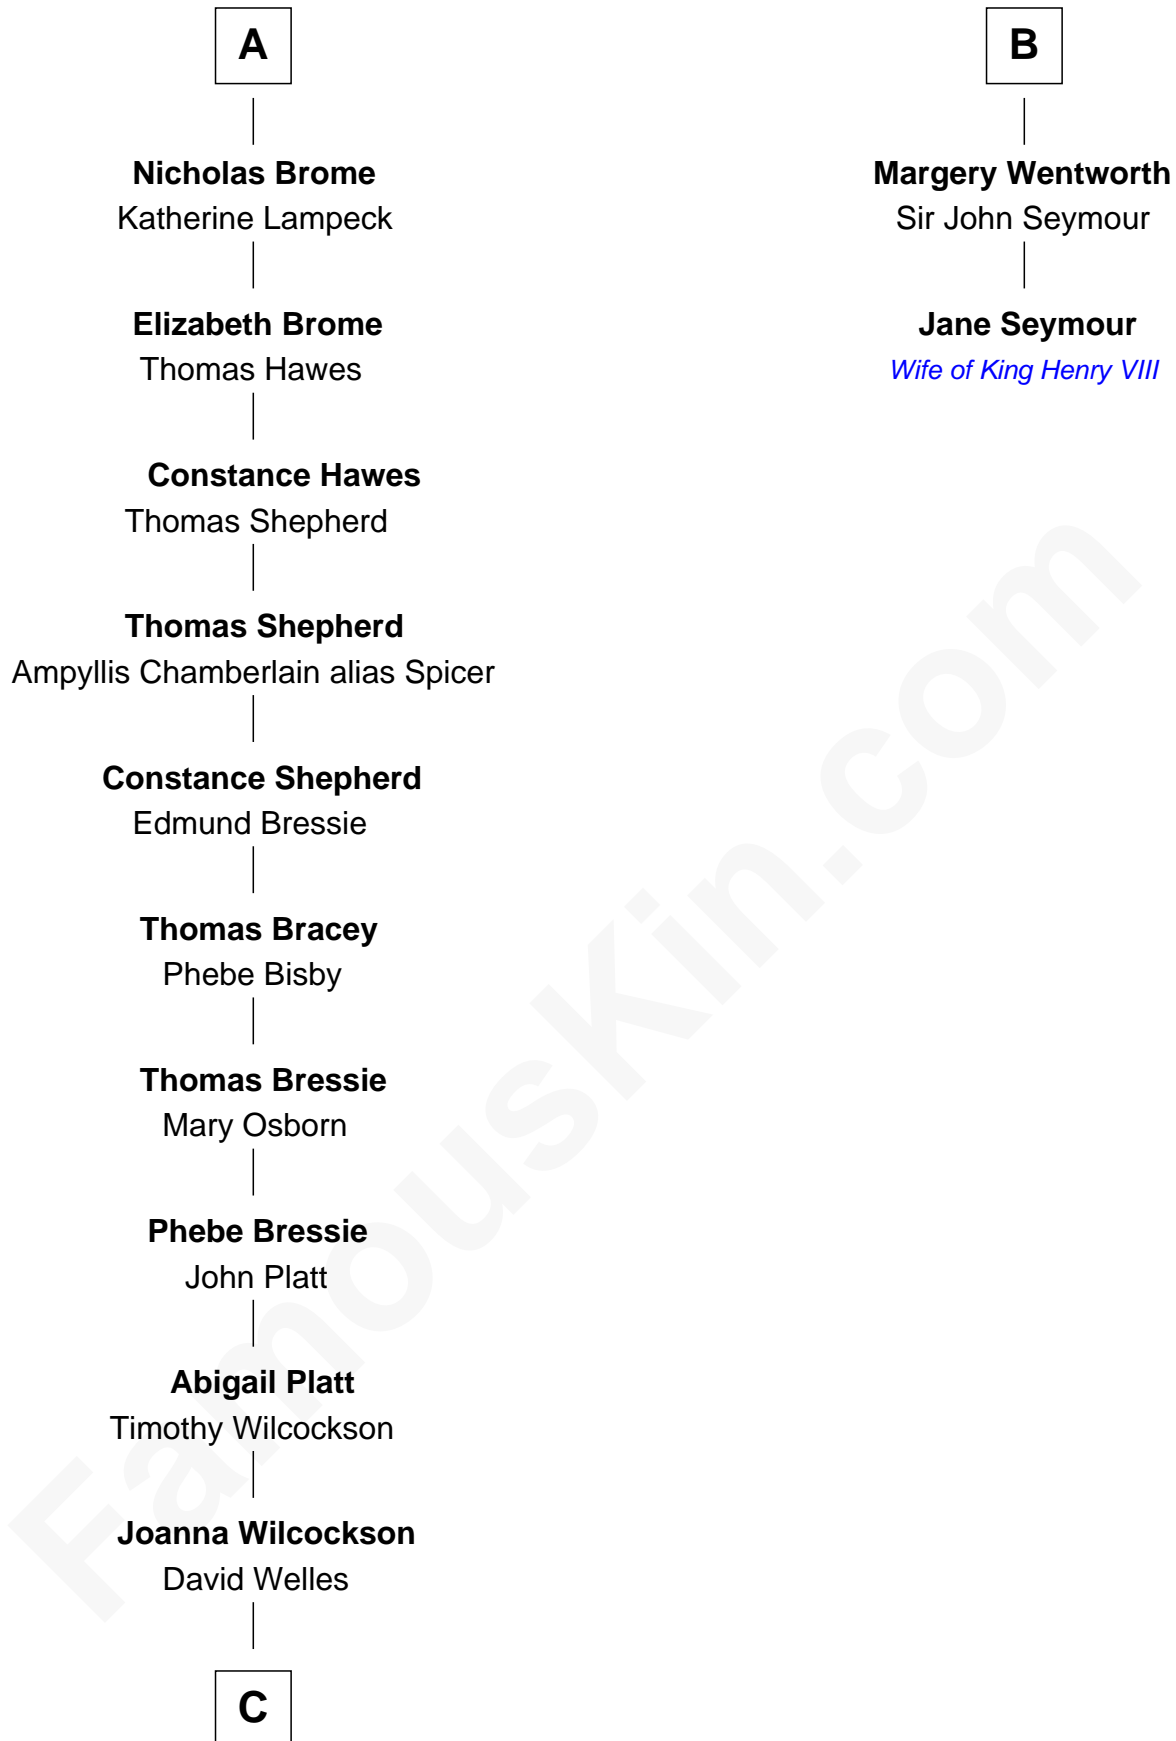 A
Nicholas Brome
Katherine Lampeck
Elizabeth Brome
Thomas Hawes
Constance Hawes
Thomas Shepherd
Thomas Shepherd
Ampyllis Chamberlain alias Spicer
Constance Shepherd
Edmund Bressie
Thomas Bracey
Phebe Bisby
Thomas Bressie
Mary Osborn
Phebe Bressie
John Platt
Abigail Platt
Timothy Wilcockson
Joanna Wilcockson
David Welles
C
B
Margery Wentworth
Sir John Seymour
Jane Seymour
Wife of King Henry VIII
FamousKin.com